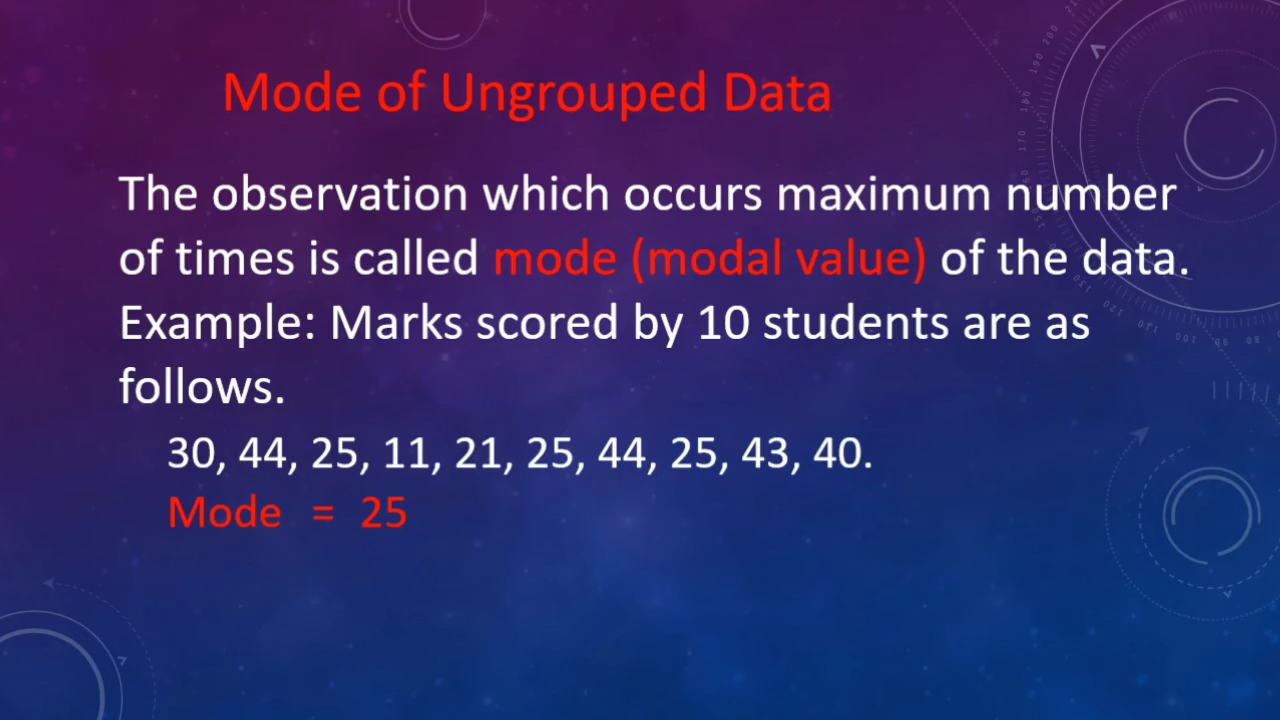 Mode of Ungrouped Data
The observation which occurs maximum number
of times is called mode (modal value) of the data.
Example: Marks scored by 10 students are as
follows.
30, 44, 25, 11, 21, 25, 44, 25, 43, 40.
Mode = 25